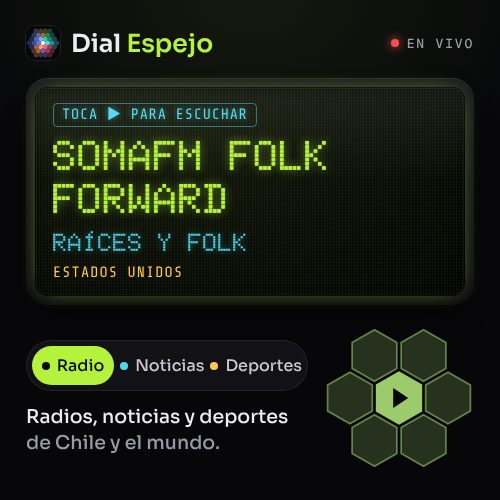 Dial Espejo
EN VIVO
TOCA ▶ PARA ESCUCHAR
SOMAFM FOLK
FORWARD
RAÍCES Y FOLK
ESTADOS UNIDOS
Radio Noticias Deportes
Radios, noticias y deportes
de Chile y el mundo.